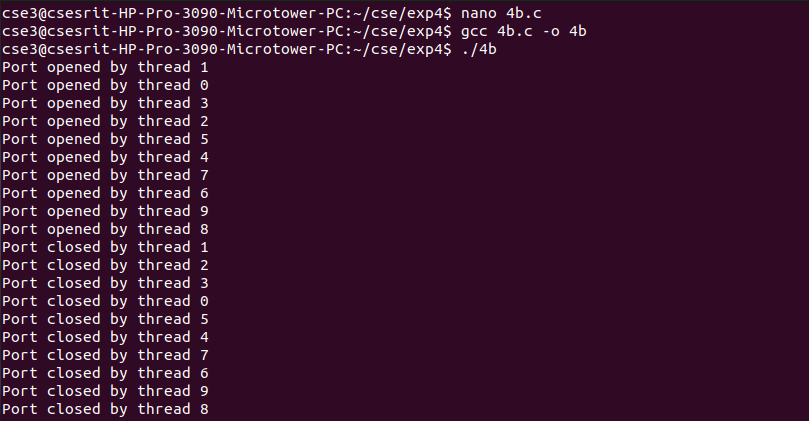 cse3@csesrit-HP-Pro-3090-Microtower-PC:~/cse/exp4$ nano 4b.c
cse3@csesrit-HP-Pro-3090-Microtower-PC:~/cse/exp4$ gcc 4b.c -o 4b
cse3@csesrit-HP-Pro-3090-Microtower-PC:~/cse/exp4$ ./4b
Port opened by thread 1
Port opened by thread 0
Port opened by thread 3
Port opened by thread 2
Port opened by thread 5
Port opened by thread 4
Port opened by thread 7
Port opened by thread 6
Port opened by thread 9
Port opened by thread 8
Port closed by thread 1
Port closed by thread 2
Port closed by thread 3
Port closed by thread 0
Port closed by thread 5
Port closed by thread 4
Port closed by thread 7
Port closed by thread 6
Port closed by thread 9
Port closed by thread 8